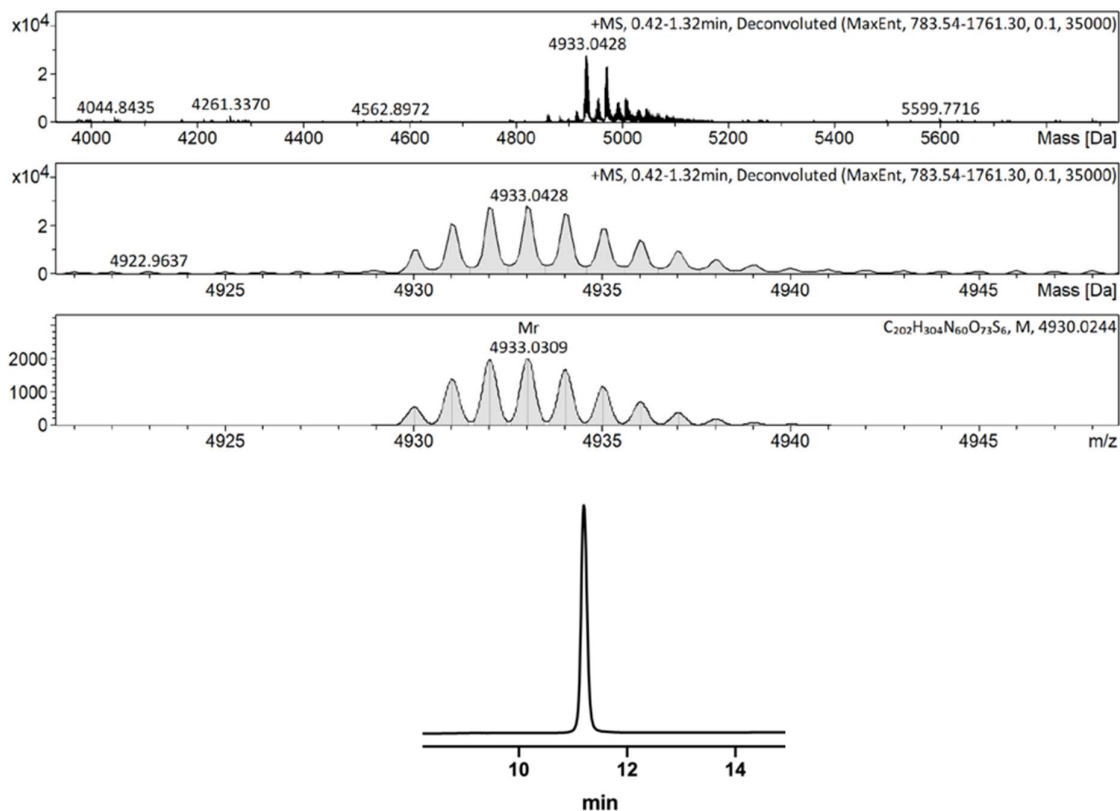 x10⁴
+MS, 0.42-1.32min, Deconvoluted (MaxEnt, 783.54-1761.30, 0.1, 35000)
4933.0428
2
4044.8435 4261.3370 4562.8972 5599.7716
0
4000 4200 4400 4600 4800 5000 5200 5400 5600 Mass [Da]
x10⁴
+MS, 0.42-1.32min, Deconvoluted (MaxEnt, 783.54-1761.30, 0.1, 35000)
4933.0428
2
4922.9637
0
4925 4930 4935 4940 4945 Mass [Da]
Mr C₂₀₂H₃₀₄N₆₀O₇₃S₆, M, 4930.0244
4933.0309
2000
1000
0
4925 4930 4935 4940 4945 m/z
10 12 14
min